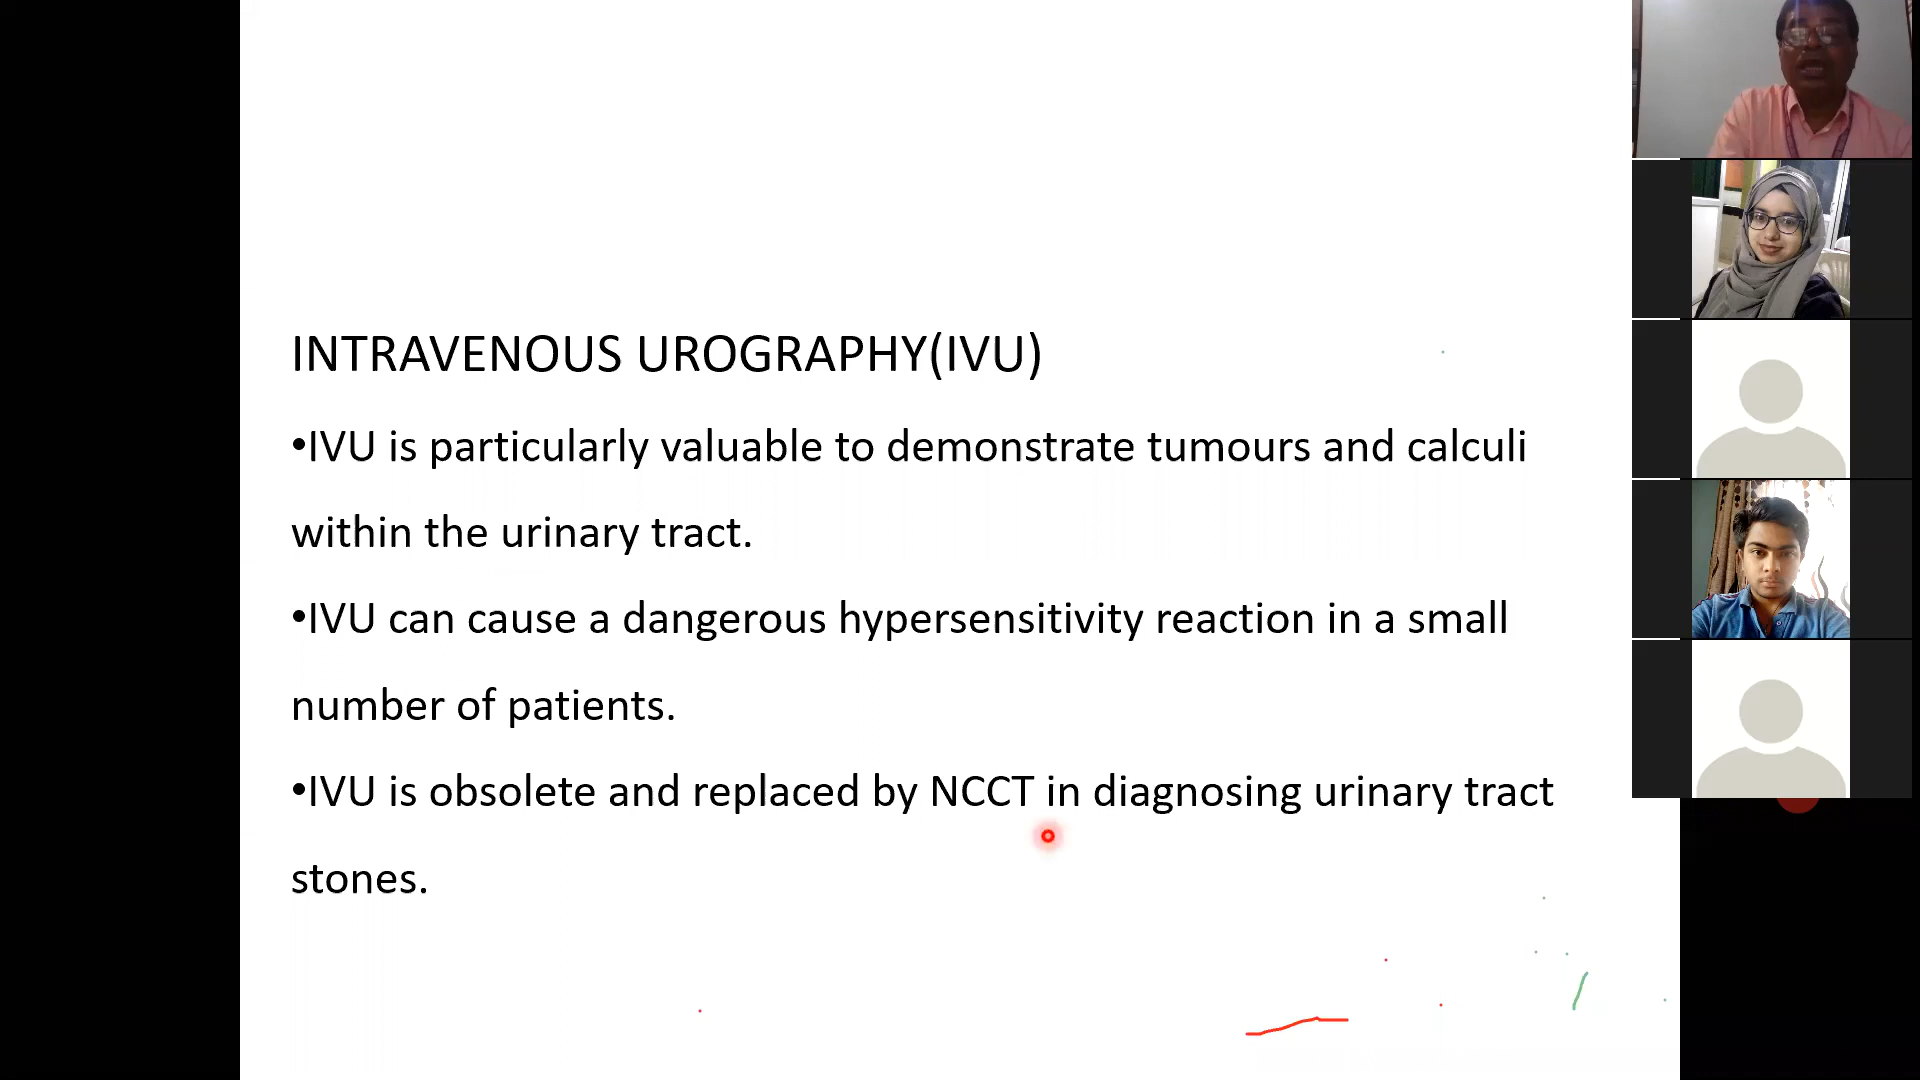 INTRAVENOUS UROGRAPHY(IVU)
•IVU is particularly valuable to demonstrate tumours and calculi
within the urinary tract.
•IVU can cause a dangerous hypersensitivity reaction in a small
number of patients.
•IVU is obsolete and replaced by NCCT in diagnosing urinary tract
stones.